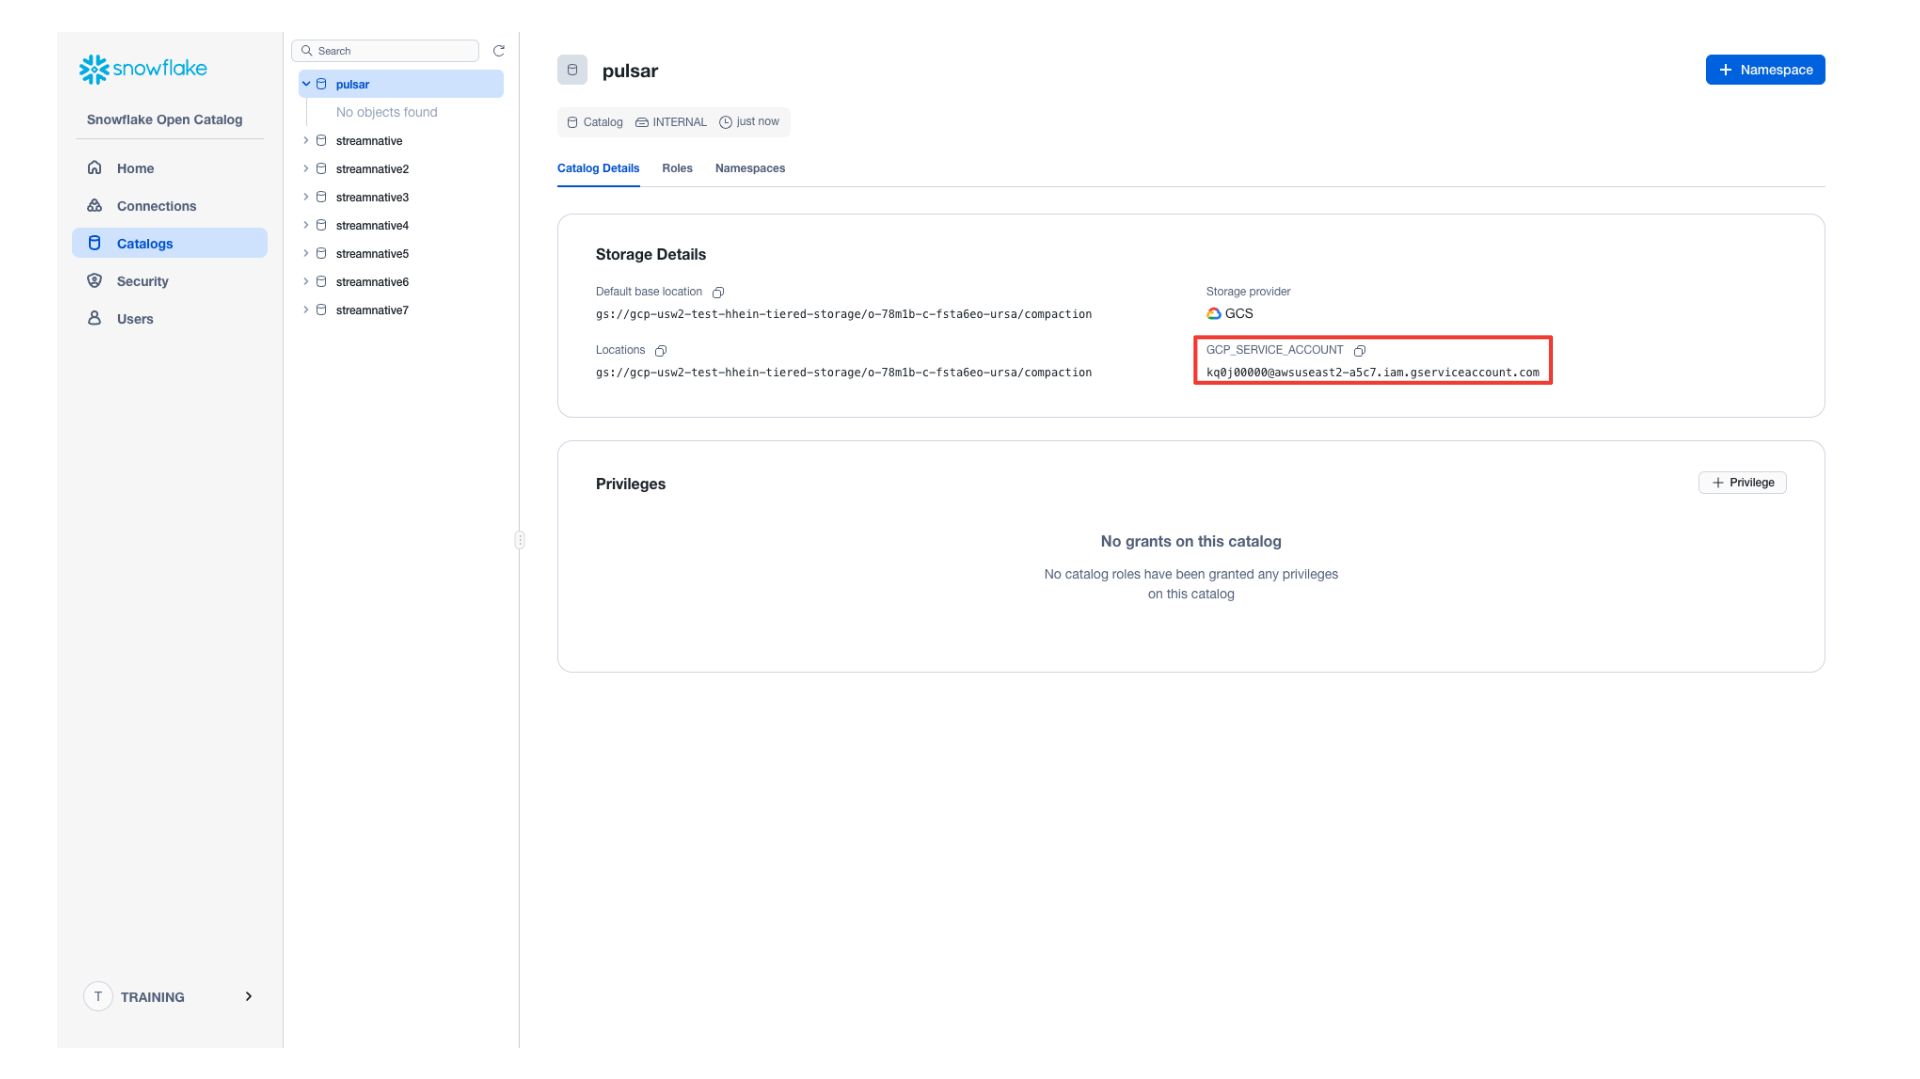 snowflake
Snowflake Open Catalog
Home
Connections
Catalogs
Security
Users
T TRAINING
Search
pulsar
No objects found
streamnative
streamnative2
streamnative3
streamnative4
streamnative5
streamnative6
streamnative7
pulsar
+ Namespace
Catalog INTERNAL just now
Catalog Details Roles Namespaces
Storage Details
Default base location
gs://gcp-usw2-test-hhein-tiered-storage/o-78m1b-c-fsta6eo-ursa/compaction
Storage provider
GCS
Locations
gs://gcp-usw2-test-hhein-tiered-storage/o-78m1b-c-fsta6eo-ursa/compaction
GCP_SERVICE_ACCOUNT
kq0j00000@awsuseast2-a5c7.iam.gserviceaccount.com
Privileges
+ Privilege
No grants on this catalog
No catalog roles have been granted any privileges
on this catalog